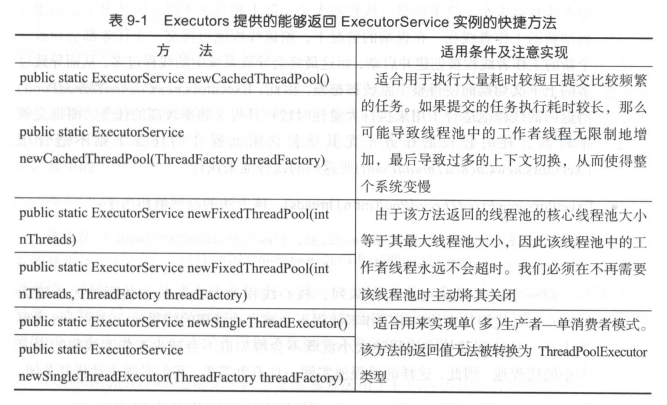 表 9-1 Executors 提供的能够返回 ExecutorService 实例的快捷方法
方 法
适用条件及注意实现
public static ExecutorService newCachedThreadPool()
public static ExecutorService
newCachedThreadPool(ThreadFactory threadFactory)
适合用于执行大量耗时较短且提交比较频繁
的任务。如果提交的任务执行耗时较长，那么
可能导致线程池中的工作者线程无限制地增
加，最后导致过多的上下文切换，从而使得整
个系统变慢
public static ExecutorService newFixedThreadPool(int
nThreads)
public static ExecutorService newFixedThreadPool(int
nThreads, ThreadFactory threadFactory)
由于该方法返回的线程池的核心线程池大小
等于其最大线程池大小，因此该线程池中的工
作者线程永远不会超时。我们必须在不再需要
该线程池时主动将其关闭
public static ExecutorService newSingleThreadExecutor()
public static ExecutorService
newSingleThreadExecutor(ThreadFactory threadFactory)
适合用来实现单(多)生产者—单消费者模式。
该方法的返回值无法被转换为 ThreadPoolExecutor
类型